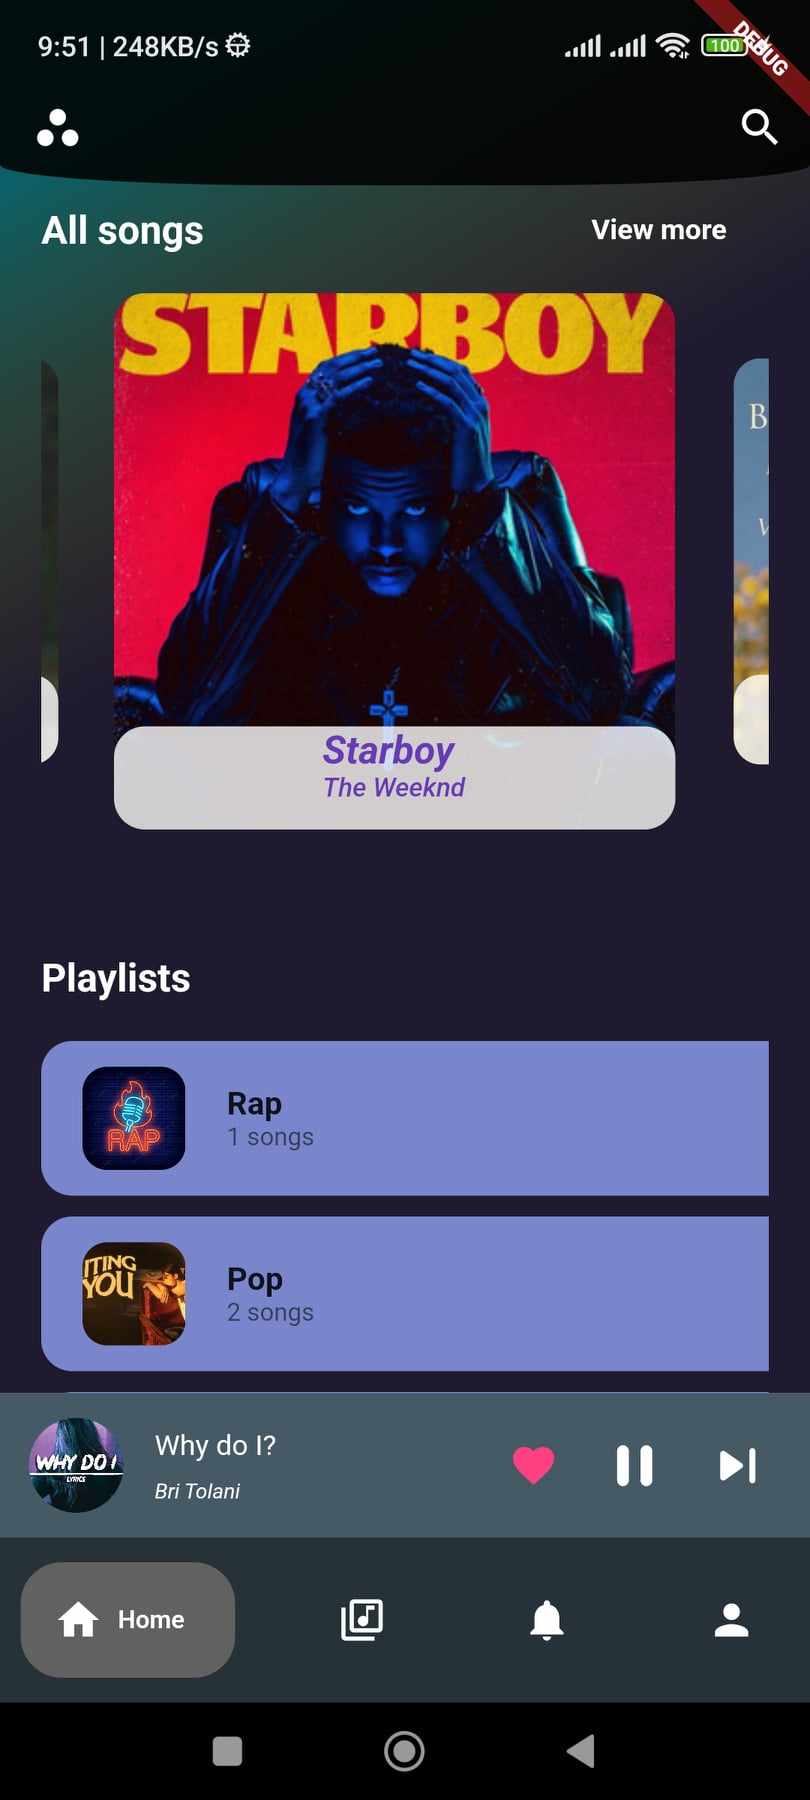 9:51 | 248KB/s
100
DEBUG
All songs
View more
STARBOY
B
Starboy
The Weeknd
Playlists
RAP
Rap
1 songs
ITING
YOU
Pop
2 songs
WHY DO I
LYRICS
Why do I?
Bri Tolani
Home